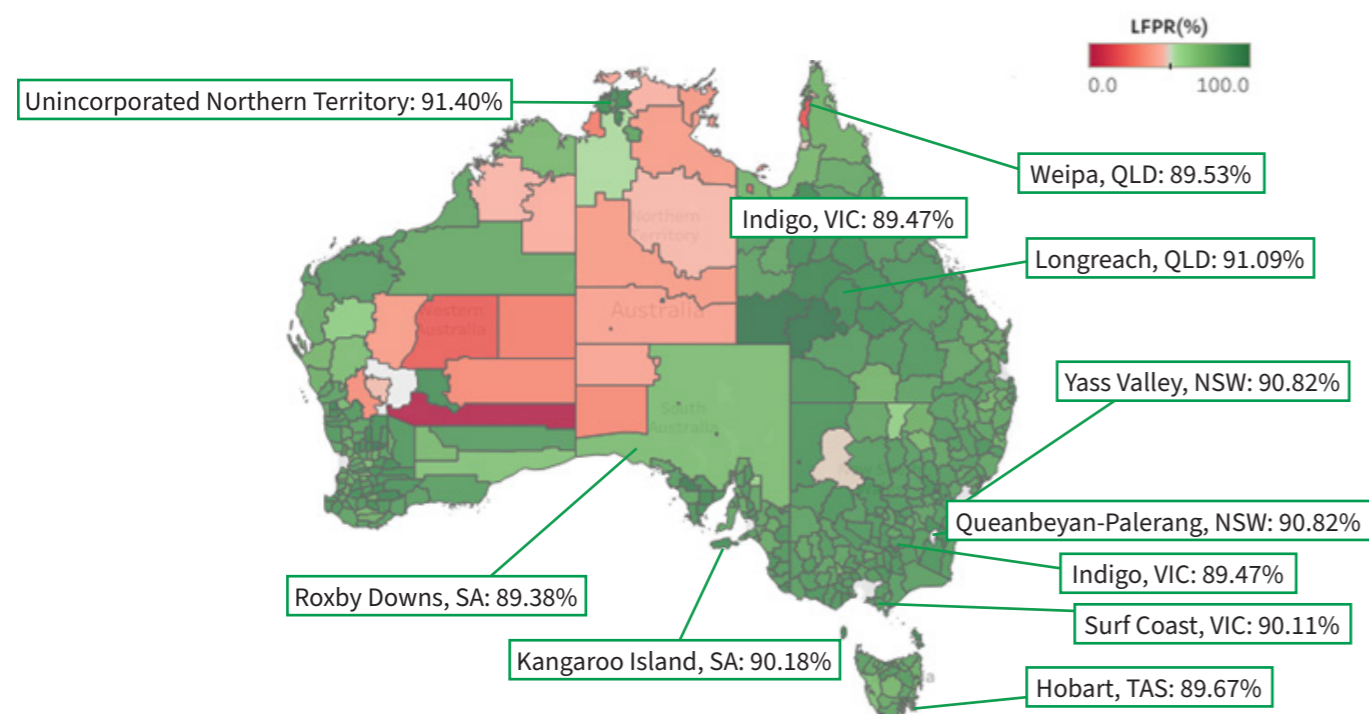 LFPR(%)
0.0 100.0
Unincorporated Northern Territory: 91.40%
Weipa, QLD: 89.53%
Indigo, VIC: 89.47%
Northern
Territory
Longreach, QLD: 91.09%
Australia
Western
Australia
Yass Valley, NSW: 90.82%
South
Australia
Queanbeyan-Palerang, NSW: 90.82%
Indigo, VIC: 89.47%
Roxby Downs, SA: 89.38%
Surf Coast, VIC: 90.11%
Kangaroo Island, SA: 90.18%
Hobart, TAS: 89.67%